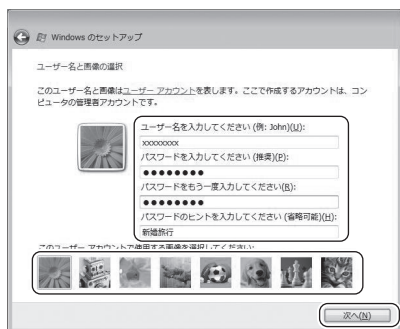 Windows のセットアップ
ユーザー名と画像の選択
このユーザー名と画像はユーザー アカウントを表します。ここで作成するアカウントは、コン
ピュータの管理者アカウントです。
ユーザー名を入力してください (例: John)(U):
xxxxxxxx
パスワードを入力してください (推奨)(P):
●●●●●●●●
パスワードをもう一度入力してください(R):
●●●●●●●●
パスワードのヒントを入力してください (省略可能)(H):
新婚旅行
このユーザー アカウントで使用する画像を選択してください:
次へ(N)